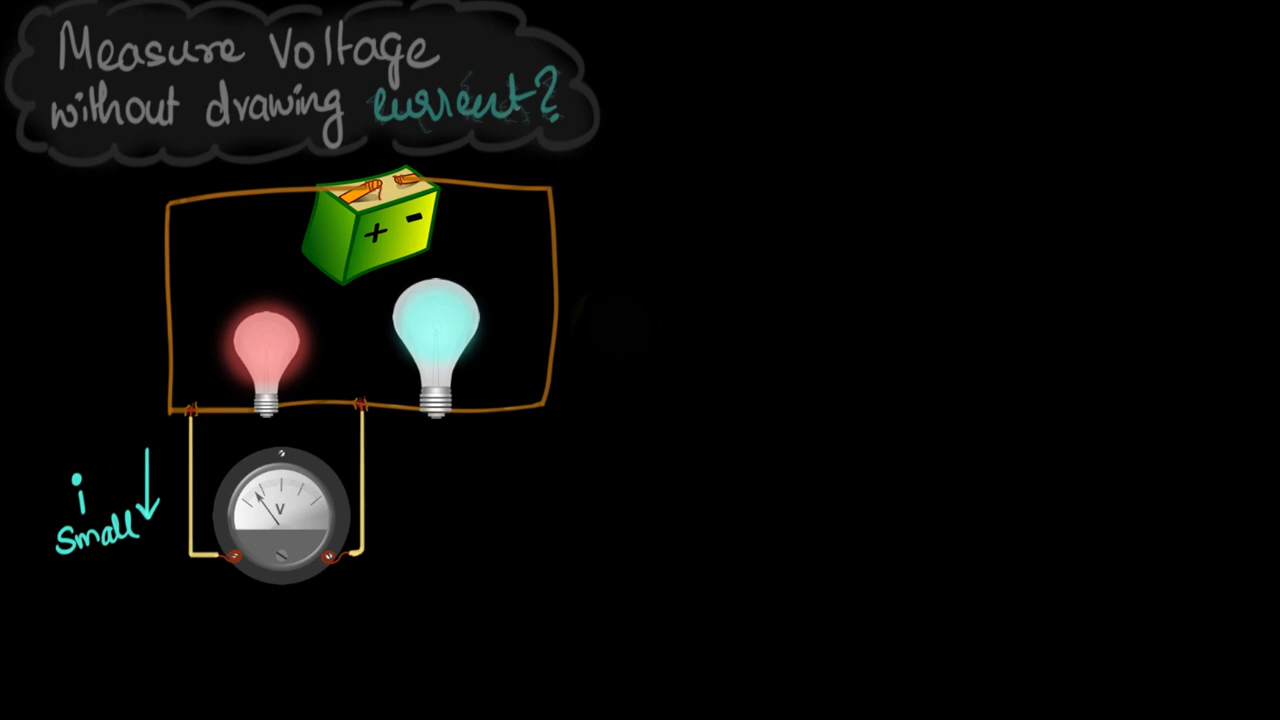 Measure Voltage
without drawing current?
+ -
V
i
small